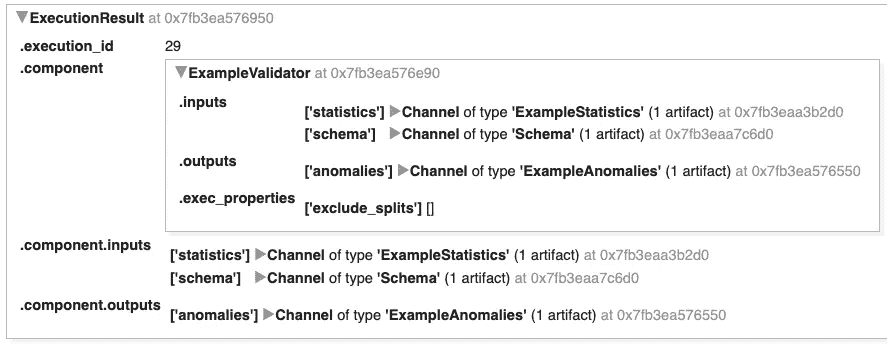 ▼ExecutionResult at 0x7fb3ea576950
.execution_id 29
.component ▼ExampleValidator at 0x7fb3ea576e90
.inputs ['statistics'] ▶Channel of type 'ExampleStatistics' (1 artifact) at 0x7fb3eaa3b2d0
['schema'] ▶Channel of type 'Schema' (1 artifact) at 0x7fb3eaa7c6d0
.outputs ['anomalies'] ▶Channel of type 'ExampleAnomalies' (1 artifact) at 0x7fb3ea576550
.exec_properties ['exclude_splits'] []
.component.inputs ['statistics'] ▶Channel of type 'ExampleStatistics' (1 artifact) at 0x7fb3eaa3b2d0
['schema'] ▶Channel of type 'Schema' (1 artifact) at 0x7fb3eaa7c6d0
.component.outputs ['anomalies'] ▶Channel of type 'ExampleAnomalies' (1 artifact) at 0x7fb3ea576550